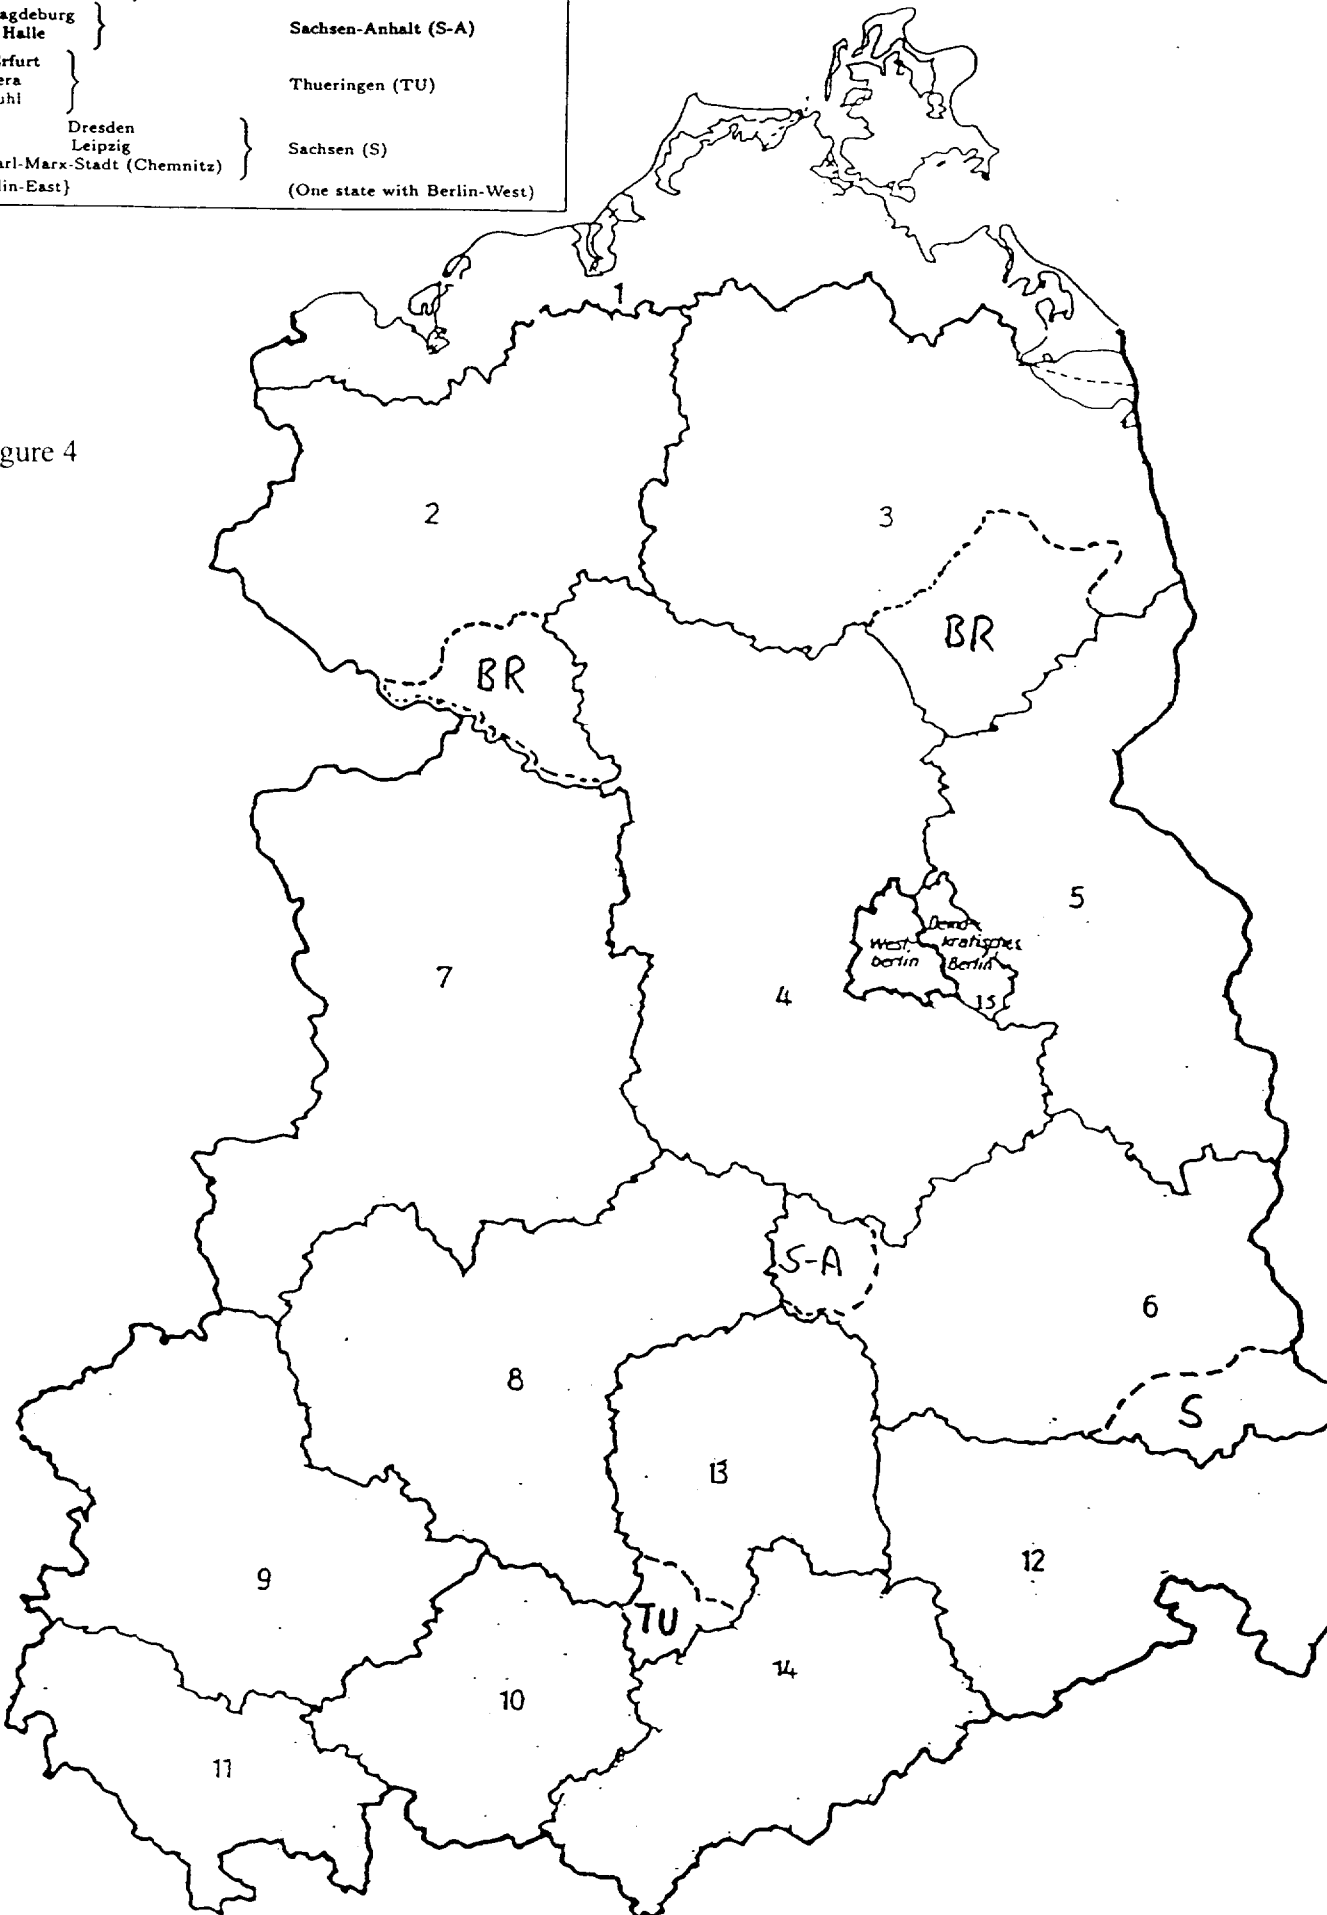 agdeburg
Halle
Sachsen-Anhalt (S-A)
rfurt
era
uhl
Thueringen (TU)
Dresden
Leipzig
arl-Marx-Stadt (Chemnitz)
Sachsen (S)
lin-East}
(One state with Berlin-West)
1
gure 4
2
3
BR
BR
5
West-
berlin
Demo-
kratisches
Berlin
15
7
4
S-A
6
8
S
13
9
12
TU
14
10
11